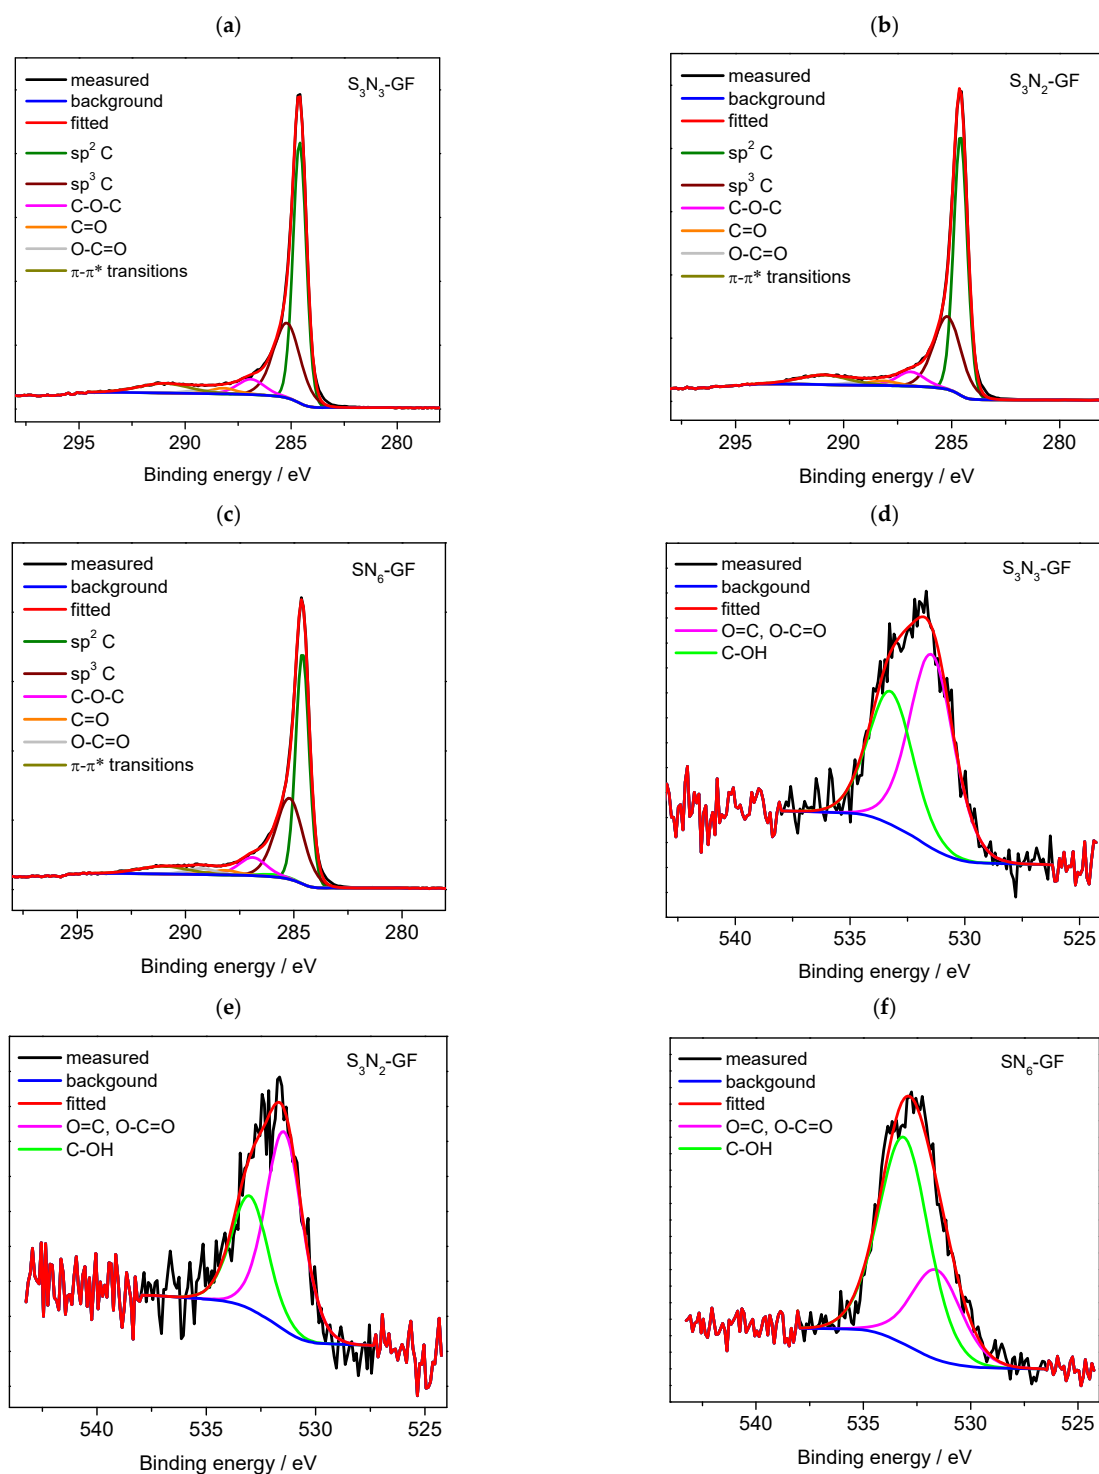 (a)
measured
background
fitted
sp² C
sp³ C
C-O-C
C=O
O-C=O
π-π* transitions
S₃N₃-GF
295 290 285 280
Binding energy / eV
(b)
measured
background
fitted
sp² C
sp³ C
C-O-C
C=O
O-C=O
π-π* transitions
S₃N₂-GF
295 290 285 280
Binding energy / eV
(c)
measured
background
fitted
sp² C
sp³ C
C-O-C
C=O
O-C=O
π-π* transitions
SN₆-GF
295 290 285 280
Binding energy / eV
(d)
measured
backgound
fitted
O=C, O-C=O
C-OH
S₃N₃-GF
540 535 530 525
Binding energy / eV
(e)
measured
backgound
fitted
O=C, O-C=O
C-OH
S₃N₂-GF
540 535 530 525
Binding energy / eV
(f)
measured
backgound
fitted
O=C, O-C=O
C-OH
SN₆-GF
540 535 530 525
Binding energy / eV